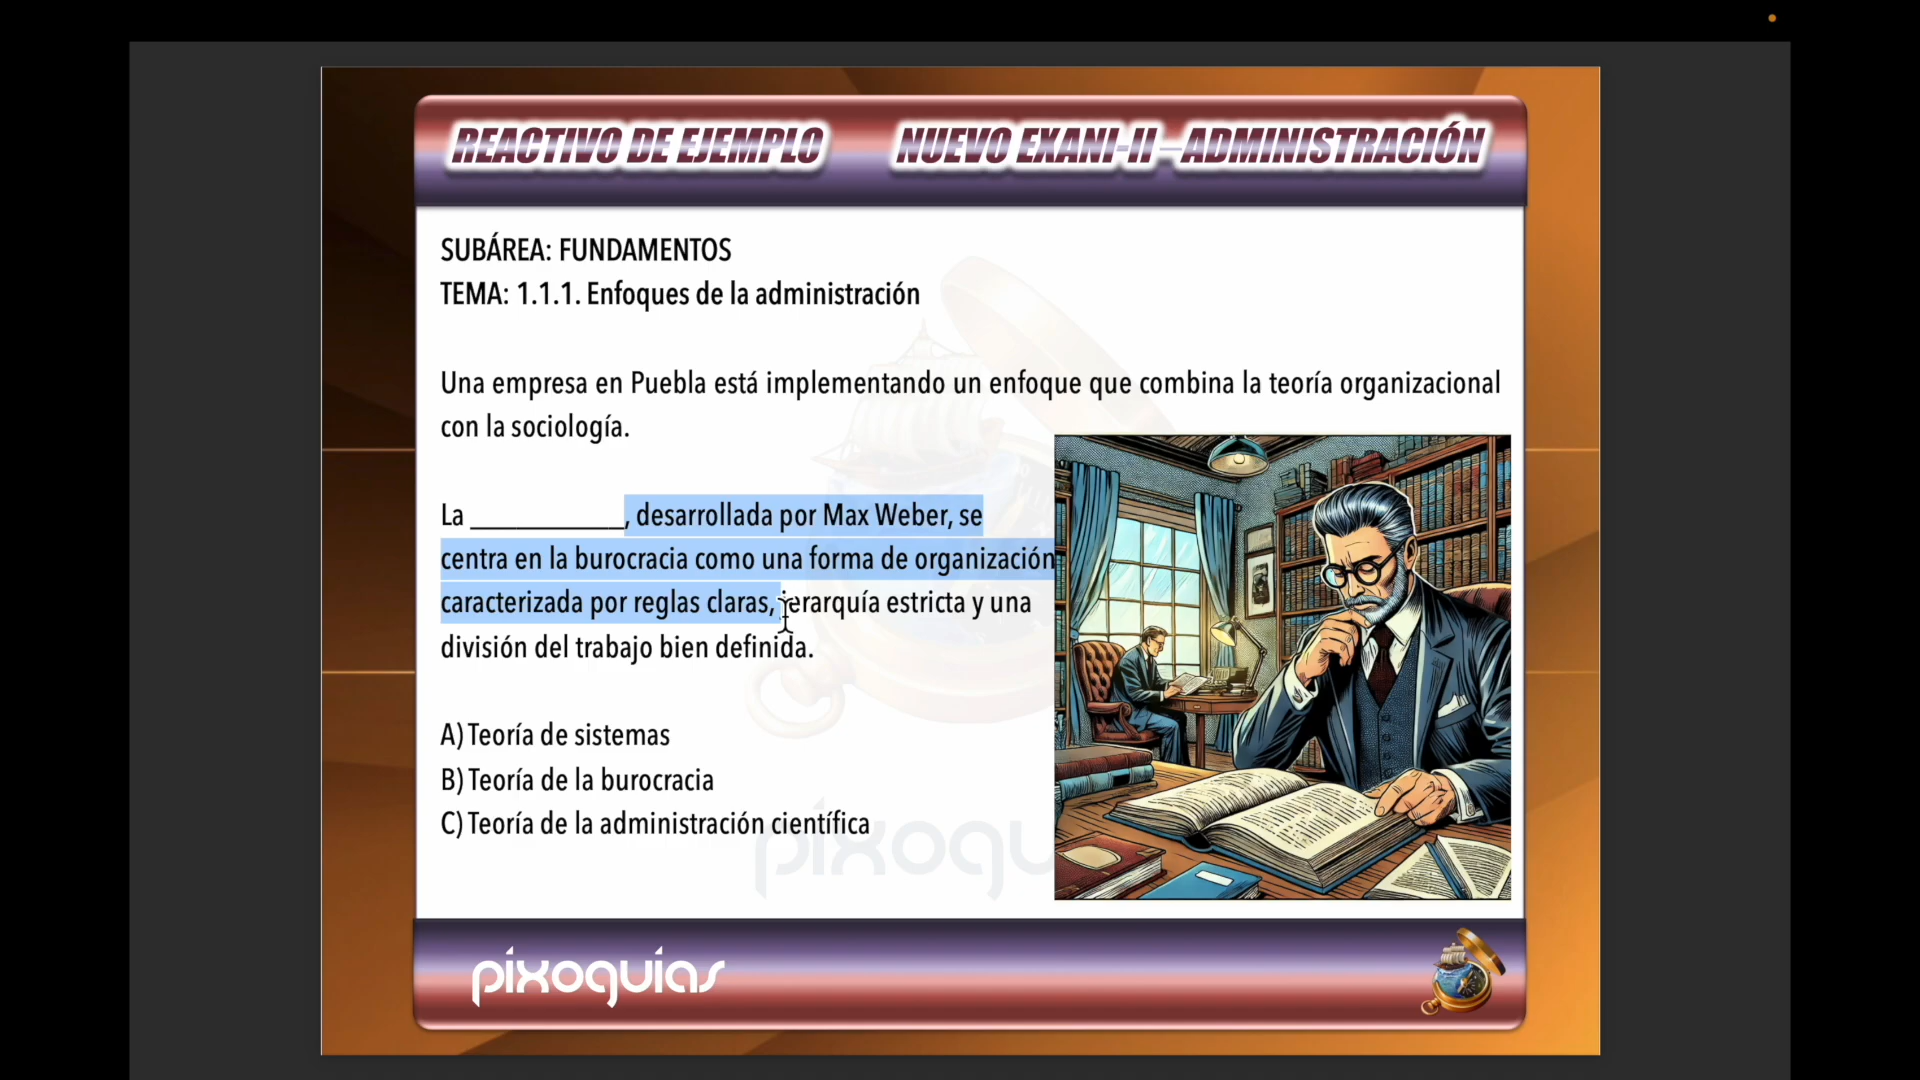 REACTIVO DE EJEMPLO NUEVO EXANI-II – ADMINISTRACIÓN
SUBÁREA: FUNDAMENTOS
TEMA: 1.1.1. Enfoques de la administración
Una empresa en Puebla está implementando un enfoque que combina la teoría organizacional
con la sociología.
La ___________, desarrollada por Max Weber, se
centra en la burocracia como una forma de organización
caracterizada por reglas claras, jerarquía estricta y una
división del trabajo bien definida.
A) Teoría de sistemas
B) Teoría de la burocracia
C) Teoría de la administración científica
pixoguías